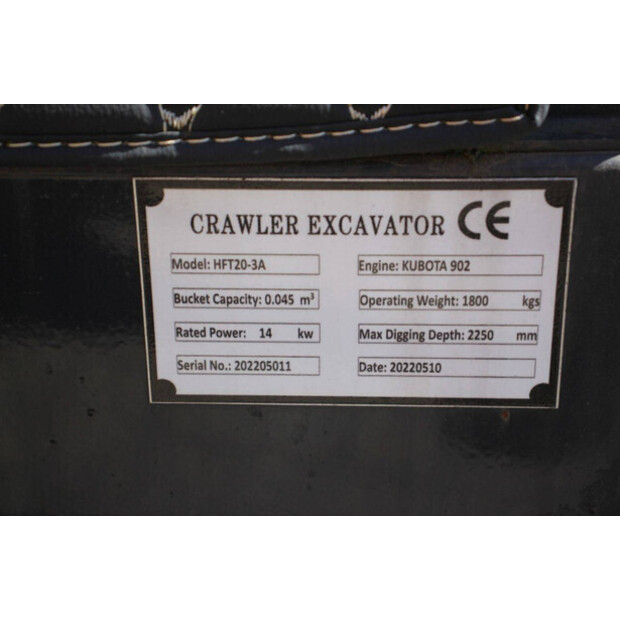 CRAWLER EXCAVATOR CE
Model: HFT20-3A Engine: KUBOTA 902
Bucket Capacity: 0.045 m³ Operating Weight: 1800 kgs
Rated Power: 14 kw Max Digging Depth: 2250 mm
Serial No.: 202205011 Date: 20220510